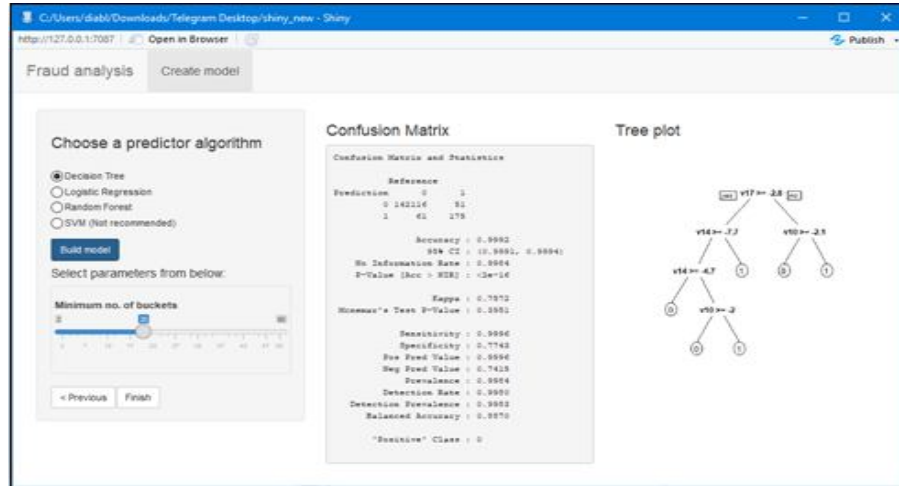 C:/Users/diabl/Downloads/Telegram Desktop/shiny_new - Shiny
http://127.0.0.1:7087 Open in Browser Publish
Fraud analysis Create model
Choose a predictor algorithm
Decision Tree
Logistic Regression
Random Forest
SVM (Not recommended)
Build model
Select parameters from below:
Minimum no. of buckets
< Previous Finish
Confusion Matrix
Confusion Matrix and Statistics
Reference
Prediction 0 1
0 142116 51
1 61 175
Accuracy : 0.9992
95% CI : (0.9991, 0.9994)
No Information Rate : 0.9984
P-Value [Acc > NIR] : <2e-16
Kappa : 0.7572
Mcnemar's Test P-Value :
Sensitivity : 0.9996
Specificity : 0.7743
Pos Pred Value : 0.9996
Neg Pred Value : 0.7415
Prevalence : 0.9984
Detection Rate : 0.9980
Detection Prevalence : 0.9983
Balanced Accuracy : 0.8870
'Positive' Class : 0
Tree plot
yes v17 >= -2.8 no
v14 >= -7.7 v10 >= -2.1
v14 >= -4.7 1 0 1
0 v10 >= -2
0 1